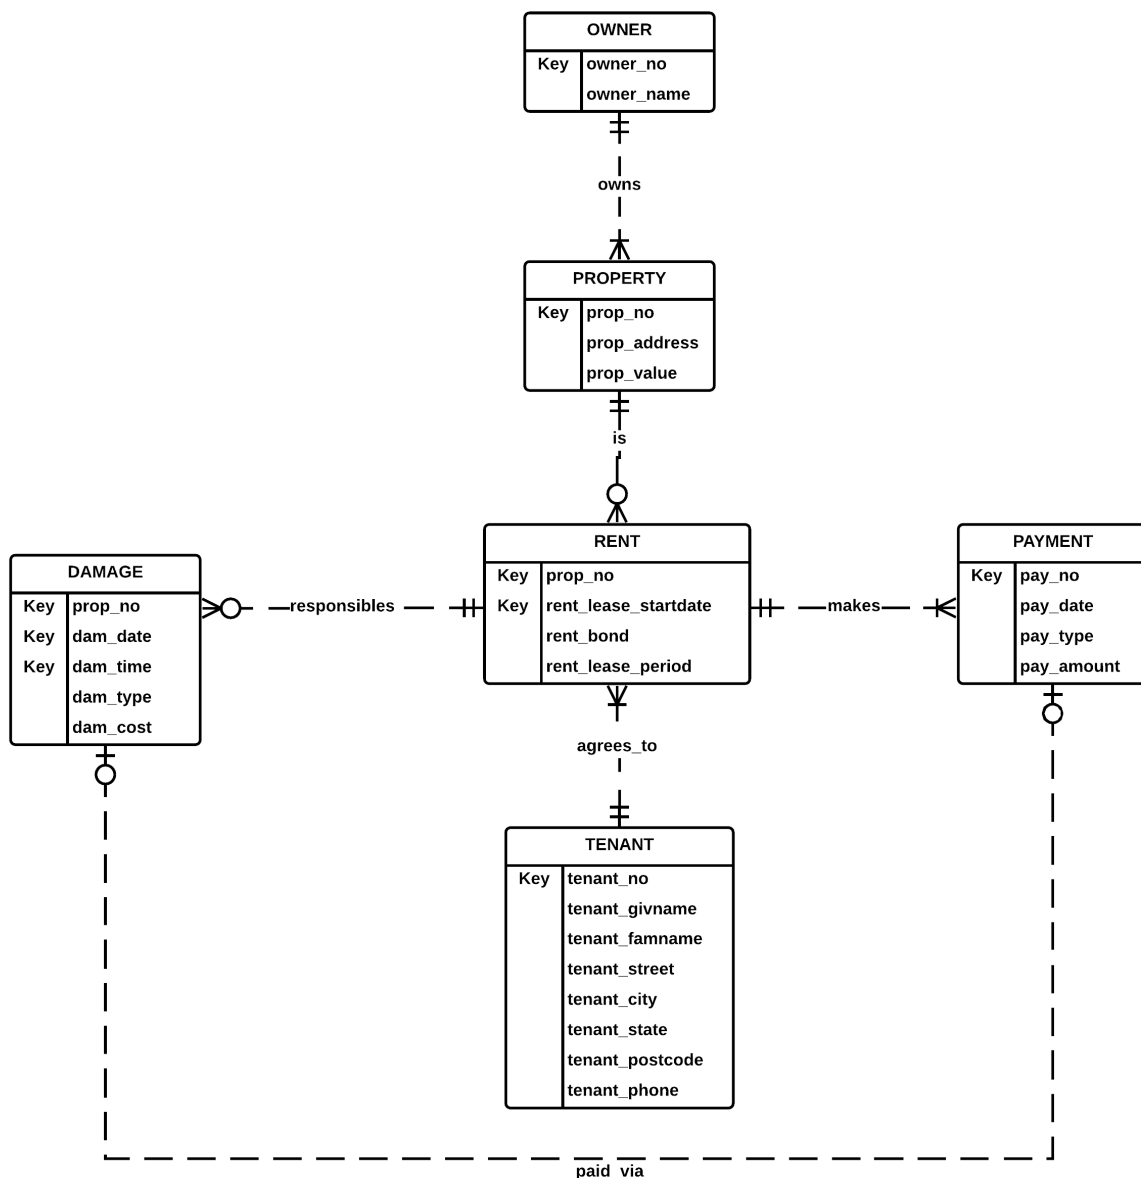 OWNER
Key owner_no
owner_name
owns
PROPERTY
Key prop_no
prop_address
prop_value
is
RENT
Key prop_no
Key rent_lease_startdate
rent_bond
rent_lease_period
DAMAGE
Key prop_no
Key dam_date
Key dam_time
dam_type
dam_cost
responsibles
makes
PAYMENT
Key pay_no
pay_date
pay_type
pay_amount
agrees_to
TENANT
Key tenant_no
tenant_givname
tenant_famname
tenant_street
tenant_city
tenant_state
tenant_postcode
tenant_phone
paid_via